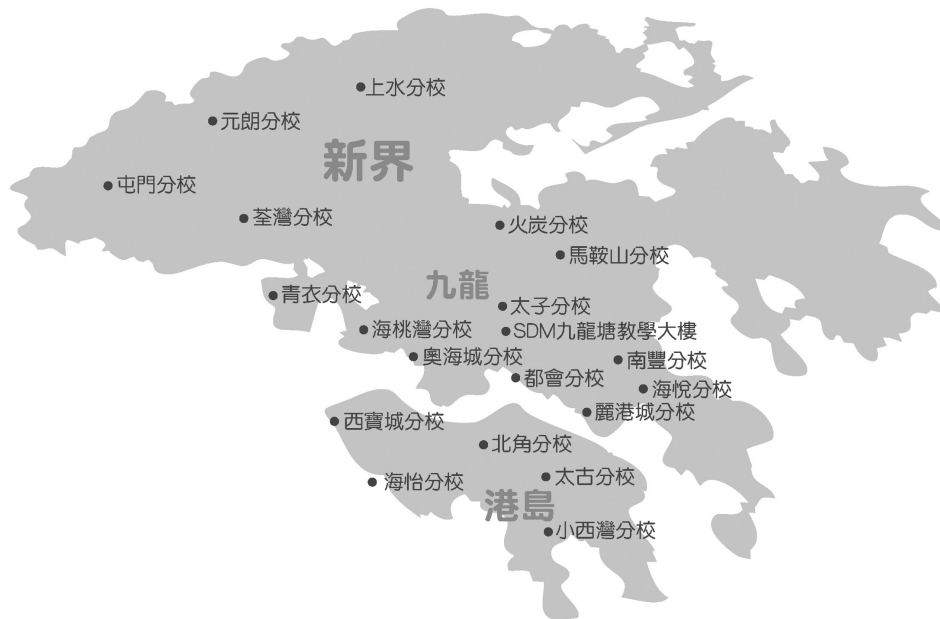 上水分校
元朗分校
新界
屯門分校
荃灣分校
火炭分校
馬鞍山分校
九龍
青衣分校
太子分校
海桃灣分校
SDM九龍塘教學大樓
奧海城分校
南豐分校
都會分校
海悅分校
麗港城分校
西寶城分校
北角分校
太古分校
海怡分校
港島
小西灣分校